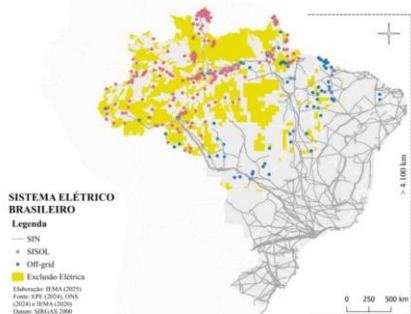 > 4.100 km
SISTEMA ELÉTRICO
BRASILEIRO
Legenda
SIN
SISOL
Off-grid
Exclusão Elétrica
Elaboração: IEMA (2025)
Fonte: EPE (2024), ONS
(2024) e IEMA (2020)
Datum: SIRGAS 2000
0 250 500 km